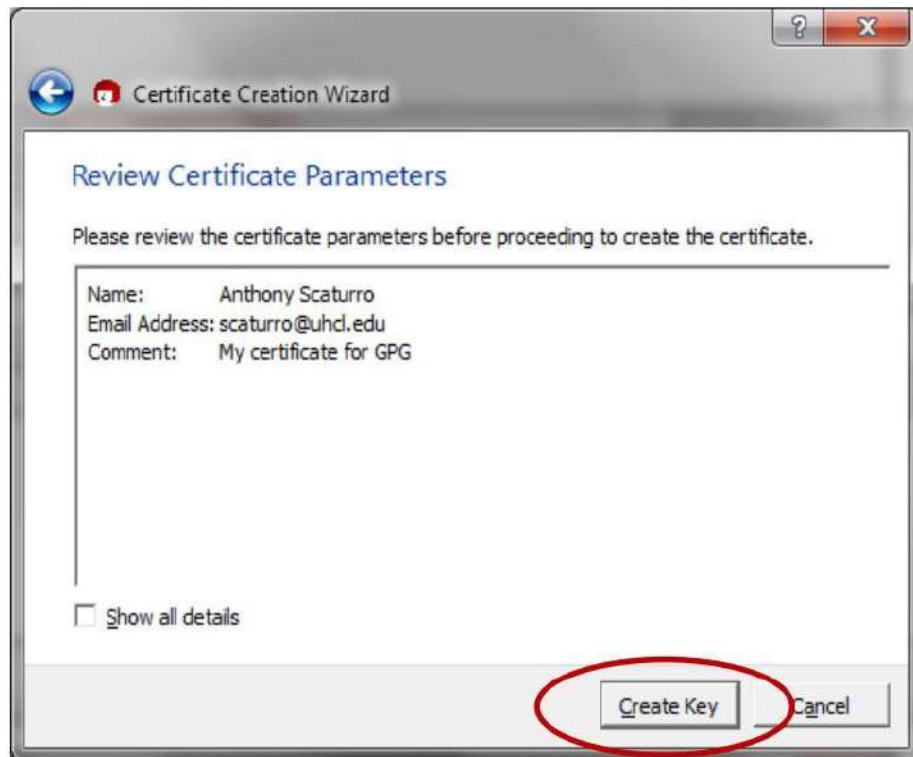 Certificate Creation Wizard
Review Certificate Parameters
Please review the certificate parameters before proceeding to create the certificate.
Name: Anthony Scaturro
Email Address: scaturro@uhcl.edu
Comment: My certificate for GPG
Show all details
Create Key
Cancel